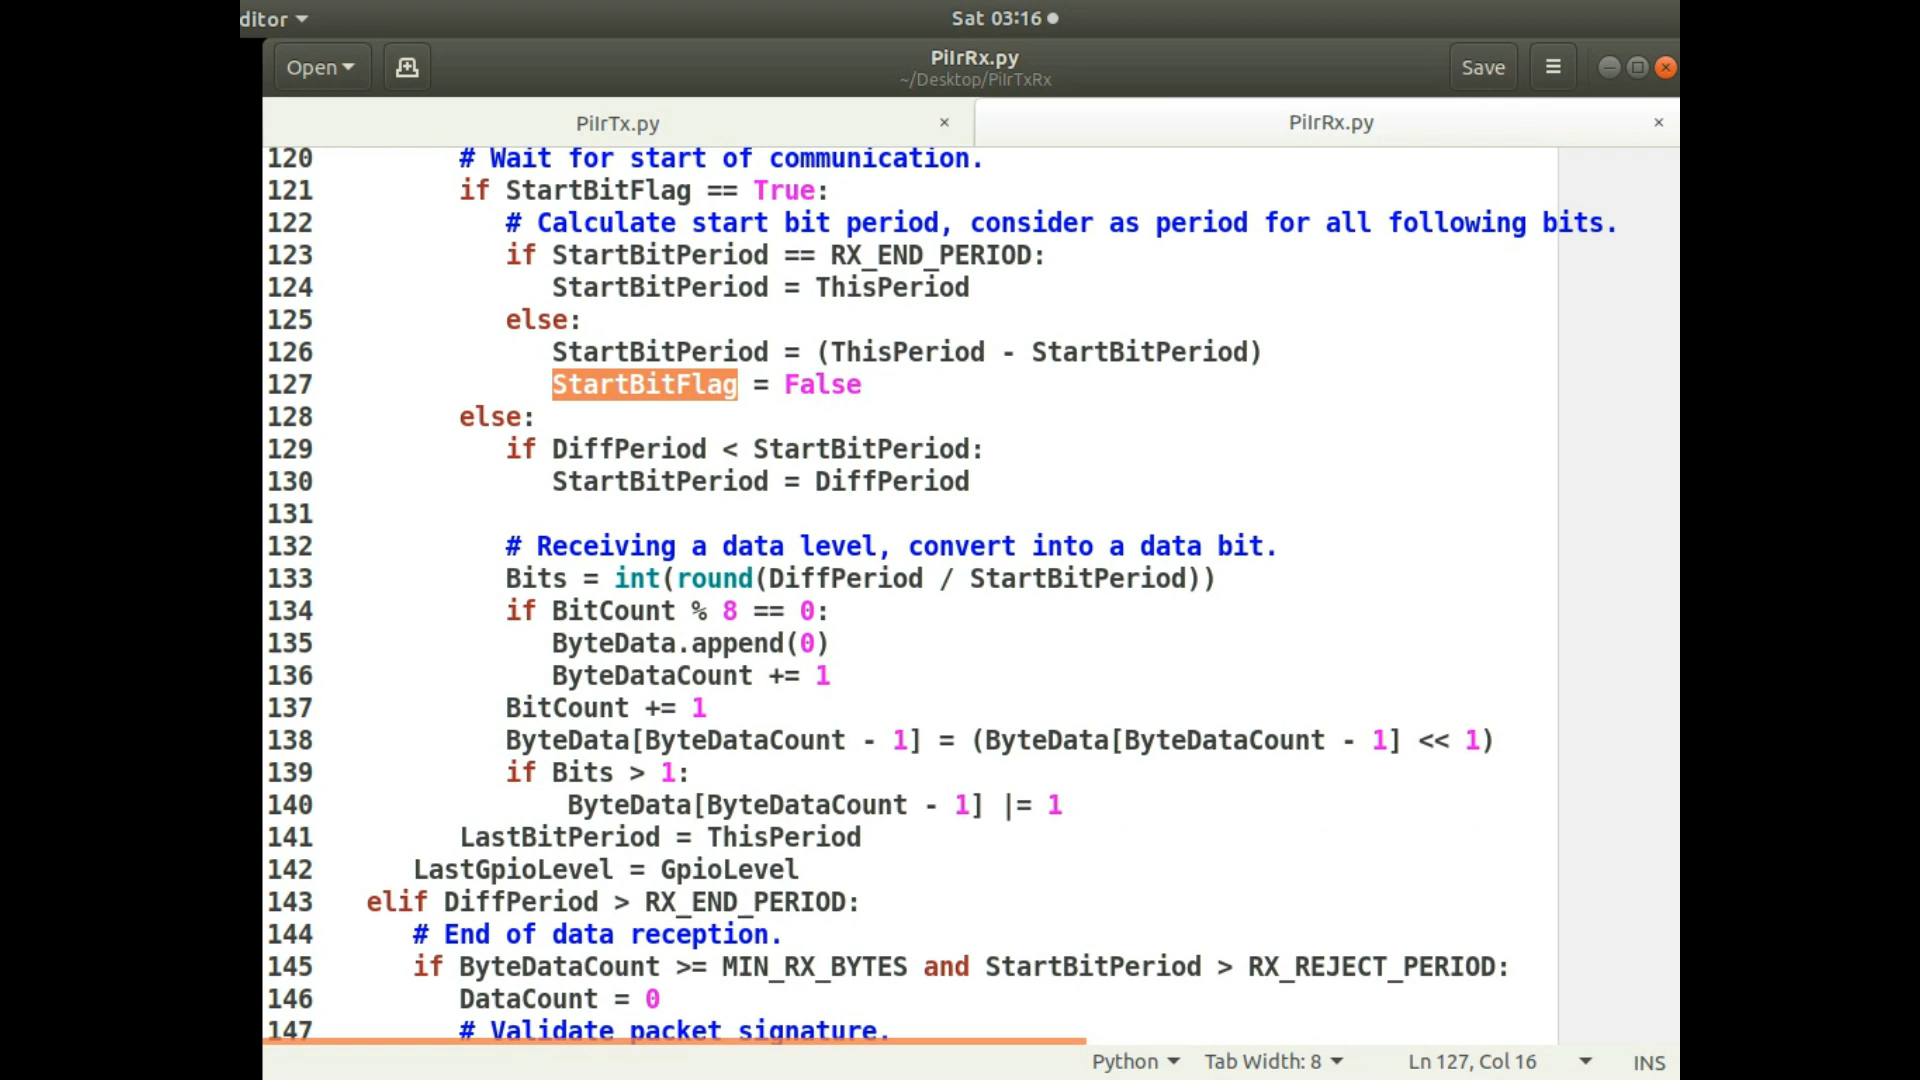 ditor
Sat 03:16
Open
PiIrRx.py
~/Desktop/PiIrTxRx
Save
PiIrTx.py ×
PiIrRx.py ×
120 # Wait for start of communication.
121 if StartBitFlag == True:
122 # Calculate start bit period, consider as period for all following bits.
123 if StartBitPeriod == RX_END_PERIOD:
124 StartBitPeriod = ThisPeriod
125 else:
126 StartBitPeriod = (ThisPeriod - StartBitPeriod)
127 StartBitFlag = False
128 else:
129 if DiffPeriod < StartBitPeriod:
130 StartBitPeriod = DiffPeriod
131
132 # Receiving a data level, convert into a data bit.
133 Bits = int(round(DiffPeriod / StartBitPeriod))
134 if BitCount % 8 == 0:
135 ByteData.append(0)
136 ByteDataCount += 1
137 BitCount += 1
138 ByteData[ByteDataCount - 1] = (ByteData[ByteDataCount - 1] << 1)
139 if Bits > 1:
140 ByteData[ByteDataCount - 1] |= 1
141 LastBitPeriod = ThisPeriod
142 LastGpioLevel = GpioLevel
143 elif DiffPeriod > RX_END_PERIOD:
144 # End of data reception.
145 if ByteDataCount >= MIN_RX_BYTES and StartBitPeriod > RX_REJECT_PERIOD:
146 DataCount = 0
147 # Validate packet signature.
Python Tab Width: 8 Ln 127, Col 16 INS